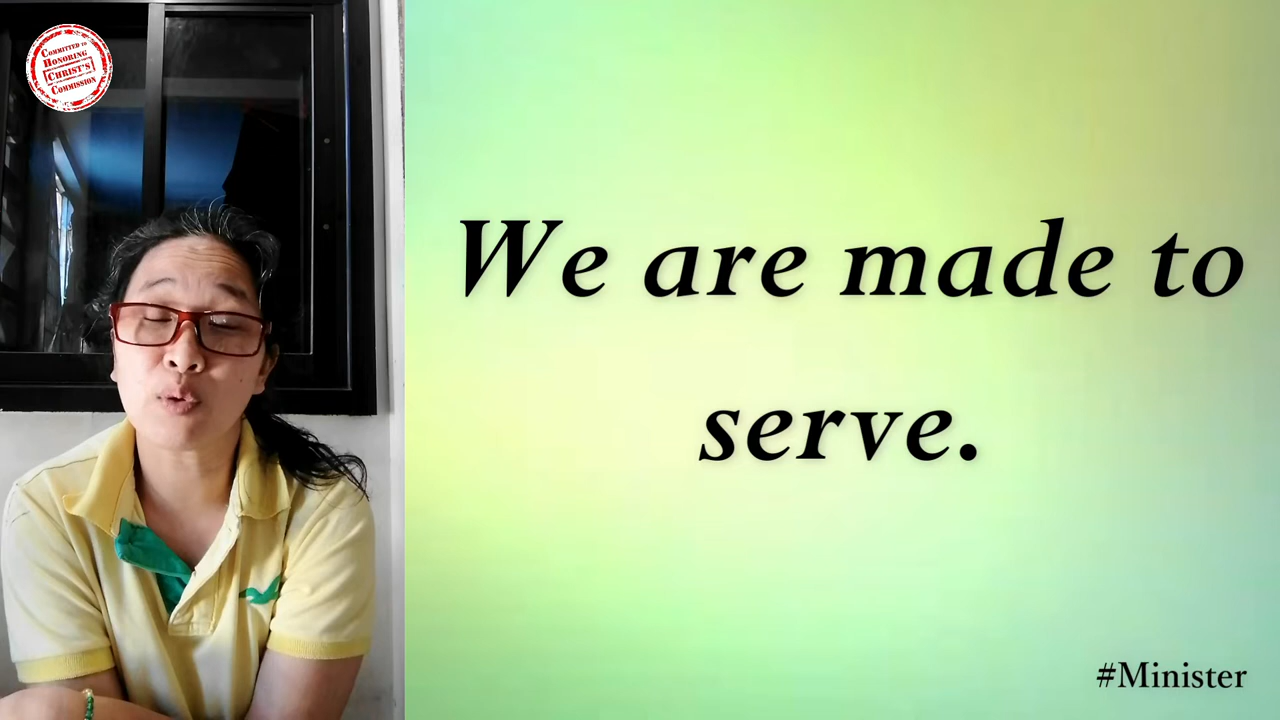 COMMITTED TO
HONORING
CHRIST'S
COMMISSION
We are made to
serve.
#Minister